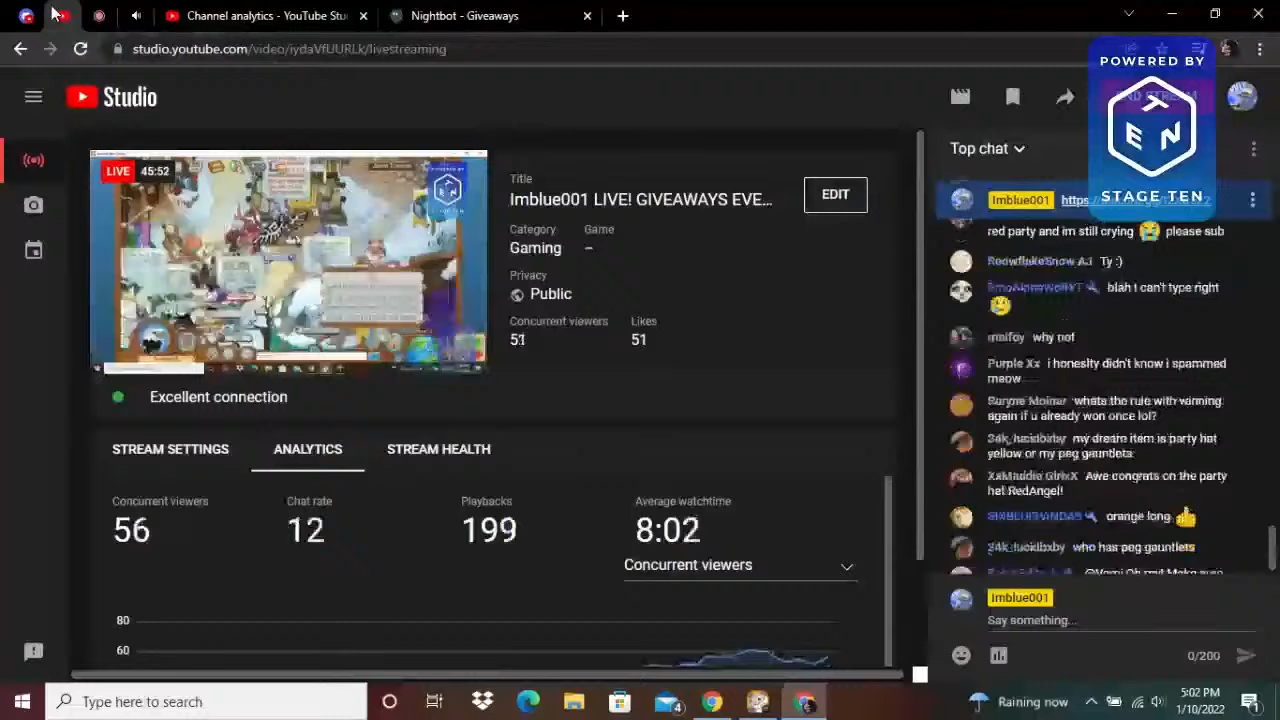 Channel analytics - YouTube Stu
Nightbot - Giveaways
studio.youtube.com/video/iydaVfUURLk/livestreaming
Studio
POWERED BY
TEN
STAGE TEN
LIVE 45:52
Title
Imblue001 LIVE! GIVEAWAYS EVE...
EDIT
Category Game
Gaming –
Privacy
Public
Concurrent viewers Likes
51 51
Excellent connection
STREAM SETTINGS ANALYTICS STREAM HEALTH
Concurrent viewers Chat rate Playbacks Average watchtime
56 12 199 8:02
Concurrent viewers
80
60
Top chat
Imblue001 https://
red party and im still crying 😭 please sub
Ty :)
blah I can't type right
😢
why not
Purple Xx i honeslty didn't know i spammed
meow
whats the rule with winning
again if u already won once lol?
my dream item is party hat
yellow or my peg gauntlets
Awe congrats on the party
hat RedAngel!
orange long 👍
who has peg gauntlets
Imblue001
Say something...
0/200
Type here to search
4
Raining now
5:02 PM
1/10/2022
1